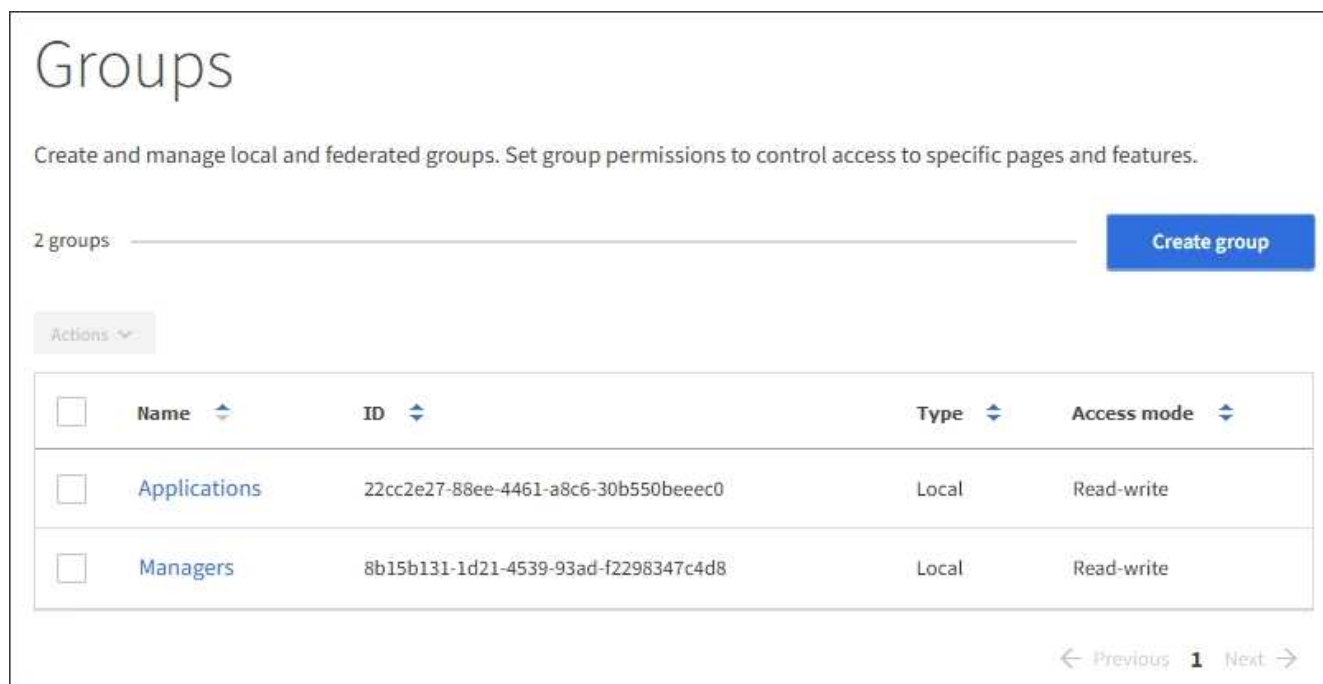 Groups
Create and manage local and federated groups. Set group permissions to control access to specific pages and features.
2 groups Create group
Actions
Name ID Type Access mode
Applications 22cc2e27-88ee-4461-a8c6-30b550beeec0 Local Read-write
Managers 8b15b131-1d21-4539-93ad-f2298347c4d8 Local Read-write
← Previous 1 Next →